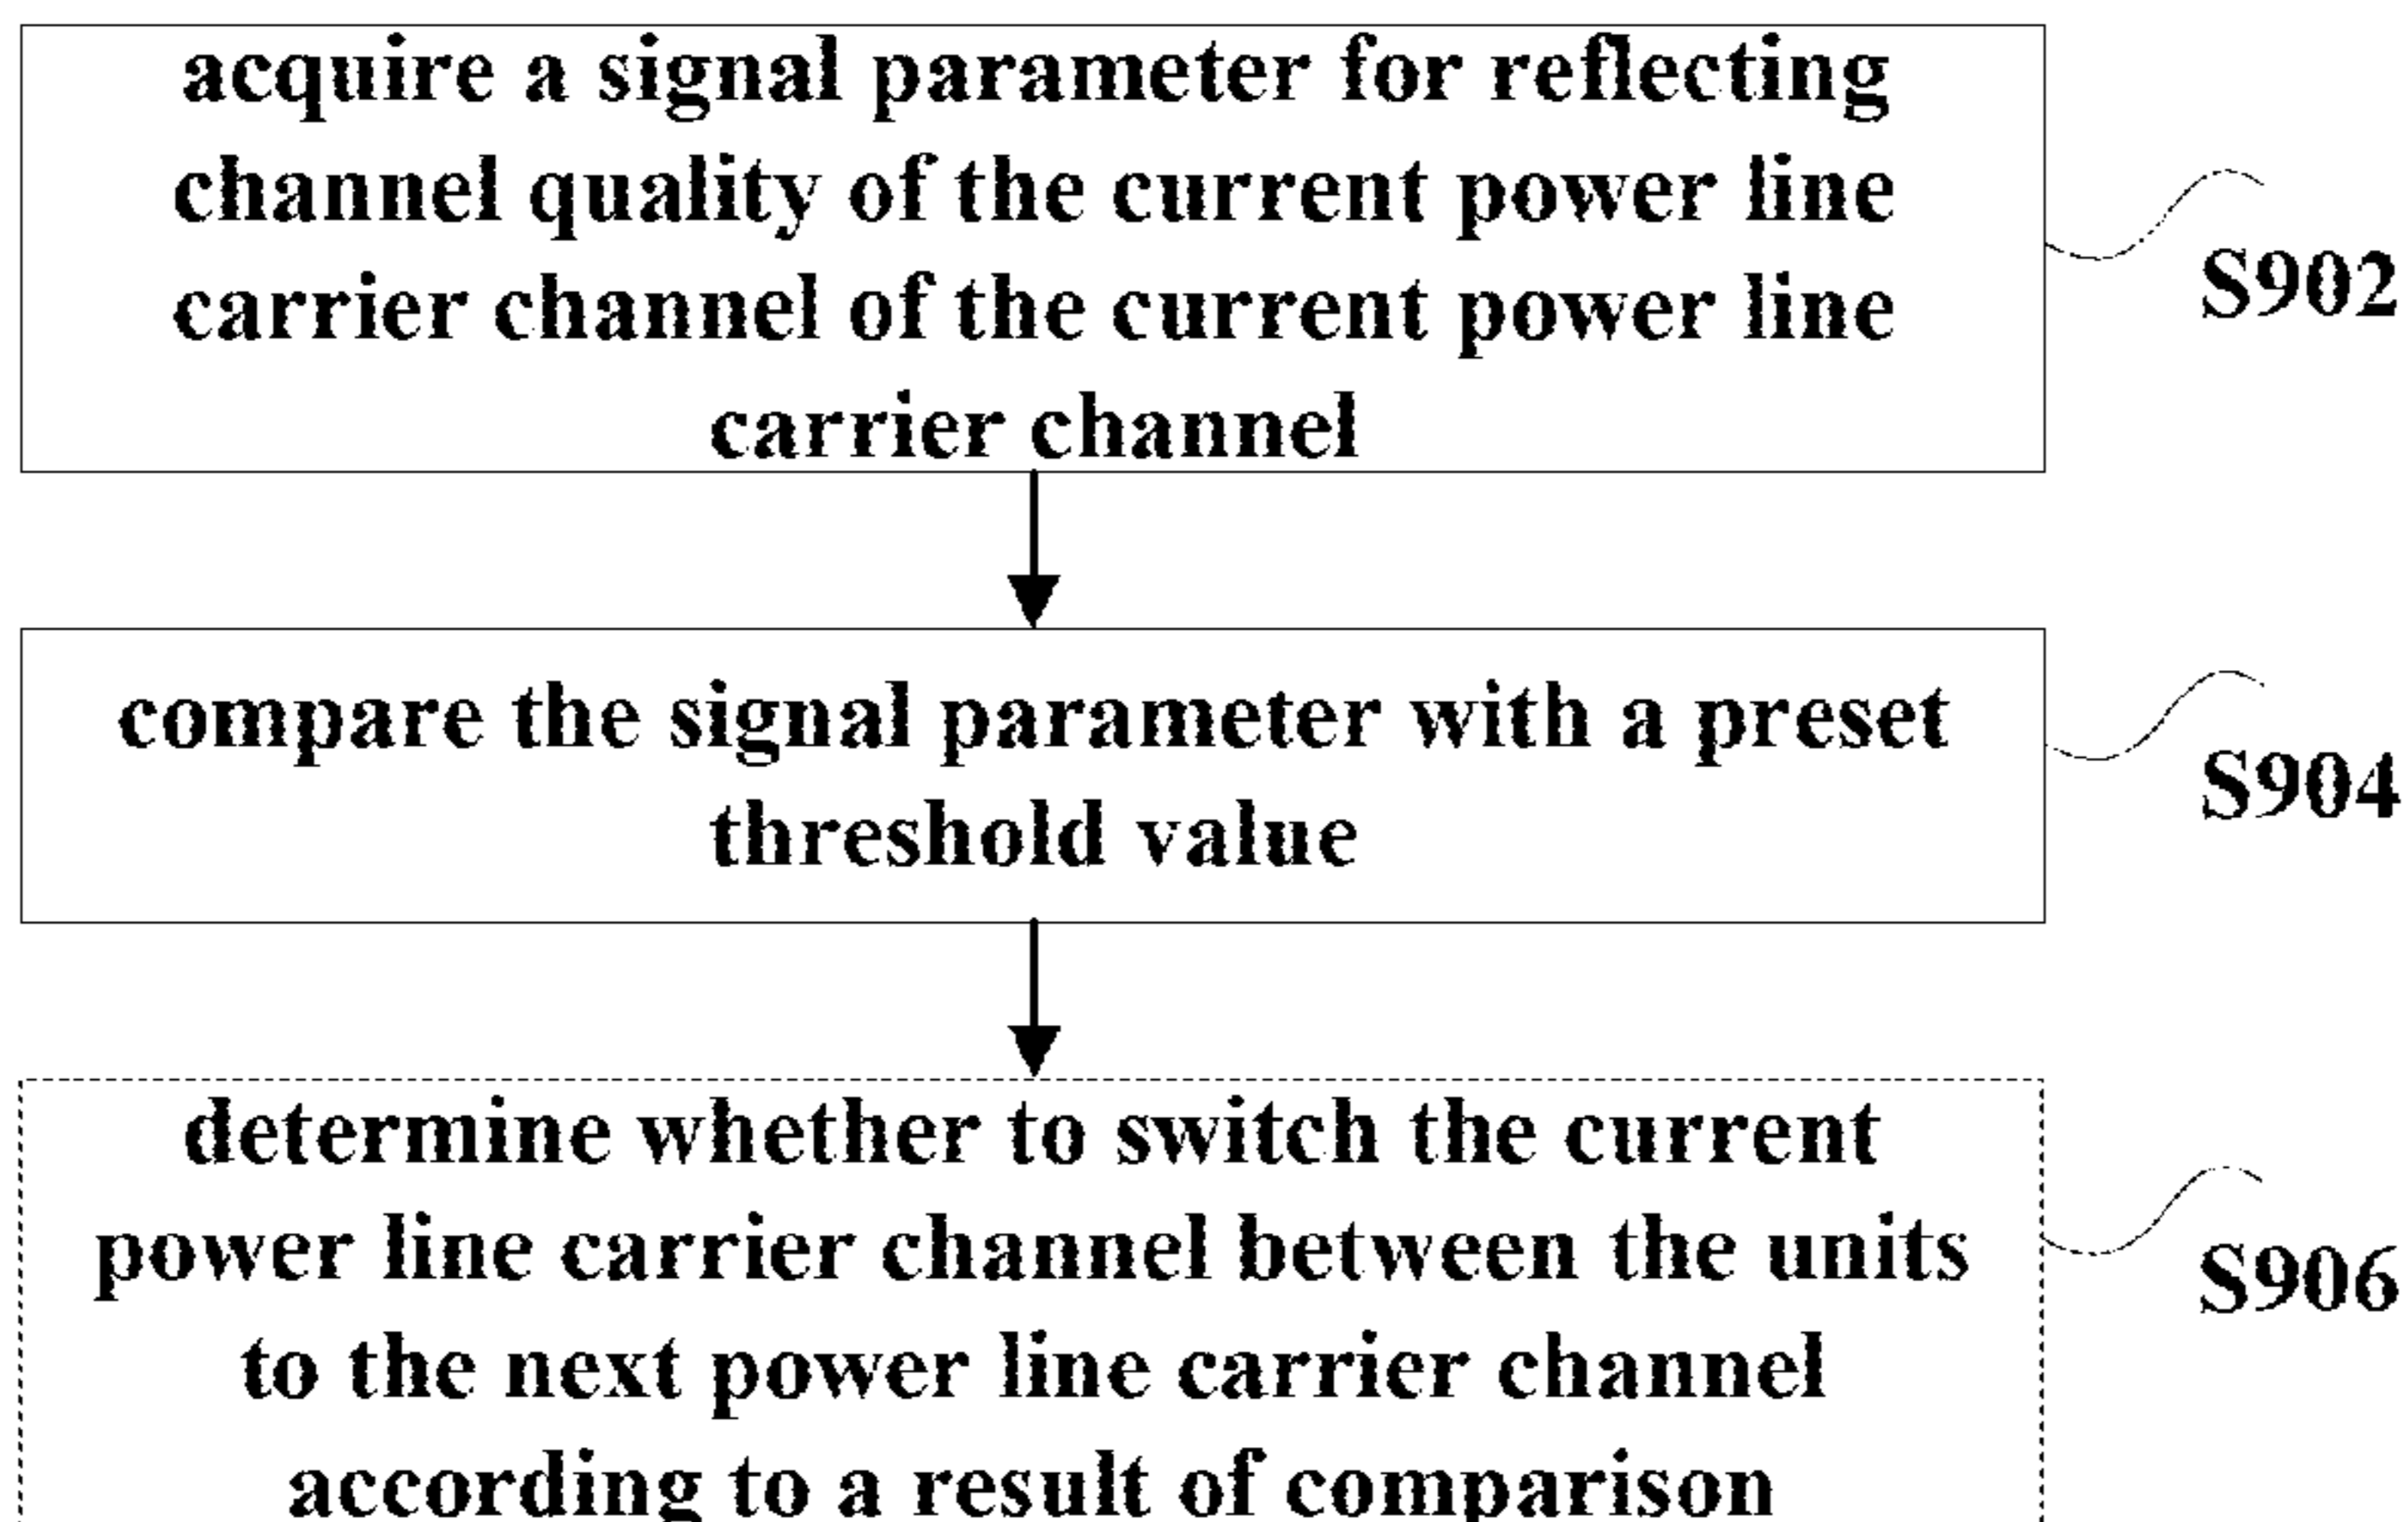 acquire a signal parameter for reflecting
channel quality of the current power line
carrier channel of the current power line
carrier channel
S902
compare the signal parameter with a preset
threshold value
S904
determine whether to switch the current
power line carrier channel between the units
to the next power line carrier channel
according to a result of comparison
S906